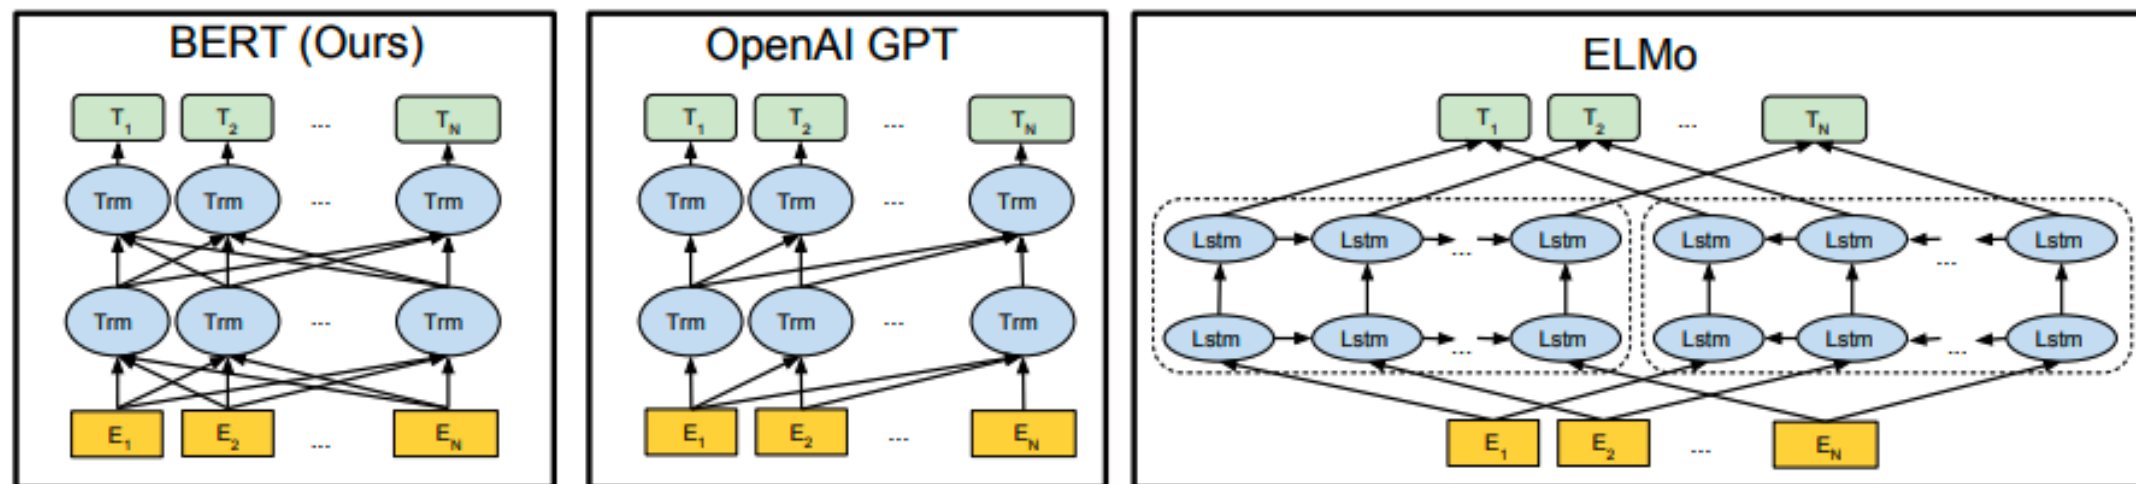 BERT (Ours)
T1 T2 ... TN
Trm Trm ... Trm
Trm Trm ... Trm
E1 E2 ... EN
OpenAI GPT
T1 T2 ... TN
Trm Trm ... Trm
Trm Trm ... Trm
E1 E2 ... EN
ELMo
T1 T2 ... TN
Lstm Lstm ... Lstm Lstm Lstm ... Lstm
Lstm Lstm ... Lstm Lstm Lstm ... Lstm
E1 E2 ... EN